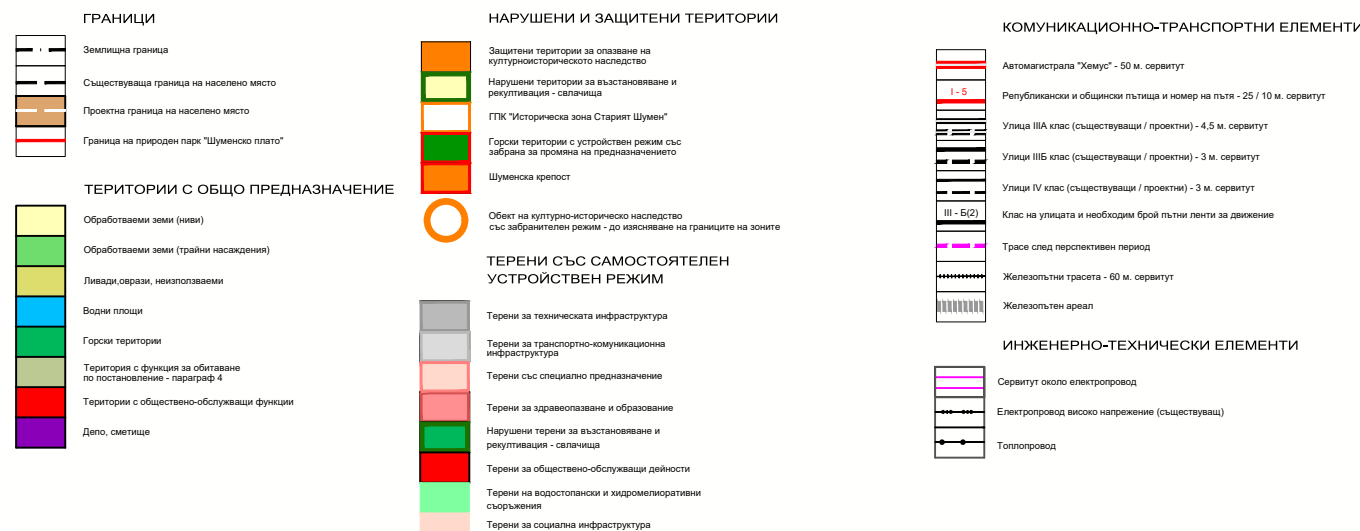 ГРАНИЦИ
Землищна граница
Съществуваща граница на населено място
Проектна граница на населено място
Граница на природен парк "Шуменско плато"
ТЕРИТОРИИ С ОБЩО ПРЕДНАЗНАЧЕНИЕ
Обработваеми земи (ниви)
Обработваеми земи (трайни насаждения)
Ливади,оврази, неизползваеми
Водни площи
Горски територии
Територия с функция за обитаване
по постановление - параграф 4
Територии с обществено-обслужващи функции
Депо, сметище
НАРУШЕНИ И ЗАЩИТЕНИ ТЕРИТОРИИ
Защитени територии за опазване на
културноисторическото наследство
Нарушени територии за възстановяване и
рекултивация - свлачища
ГПК "Историческа зона Старият Шумен"
Горски територии с устройствен режим със
забрана за промяна на предназначението
Шуменска крепост
Обект на културно-историческо наследство
със забранителен режим - до изясняване на границите на зоните
ТЕРЕНИ СЪС САМОСТОЯТЕЛЕН
УСТРОЙСТВЕН РЕЖИМ
Терени за техническата инфраструктура
Терени за транспортно-комуникационна
инфраструктура
Терени със специално предназначение
Терени за здравеопазване и образование
Нарушени терени за възстановяване и
рекултивация - свлачища
Терени за обществено-обслужващи дейности
Терени на водостопански и хидромелиоративни
съоръжения
Терени за социална инфраструктура
КОМУНИКАЦИОННО-ТРАНСПОРТНИ ЕЛЕМЕНТИ
Автомагистрала "Хемус" - 50 м. сервитут
I - 5
Републикански и общински пътища и номер на пътя - 25 / 10 м. сервитут
Улица IIIА клас (съществуващи / проектни) - 4,5 м. сервитут
Улици IIIБ клас (съществуващи / проектни) - 3 м. сервитут
Улици IV клас (съществуващи / проектни) - 3 м. сервитут
III - Б(2)
Клас на улицата и необходим брой пътни ленти за движение
Трасе след перспективен период
Железопътни трасета - 60 м. сервитут
Железопътен ареал
ИНЖЕНЕРНО-ТЕХНИЧЕСКИ ЕЛЕМЕНТИ
Сервитут около електропровод
Електропровод високо напрежение (съществуващ)
Топлопровод